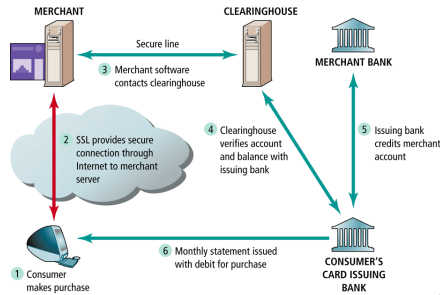 MERCHANT
CLEARINGHOUSE
Secure line
MERCHANT BANK
3 Merchant software
contacts clearinghouse
2 SSL provides secure
connection through
Internet to merchant
server
4 Clearinghouse
verifies account
and balance with
issuing bank
5 Issuing bank
credits merchant
account
6 Monthly statement issued
with debit for purchase
1 Consumer
makes purchase
CONSUMER'S
CARD ISSUING
BANK